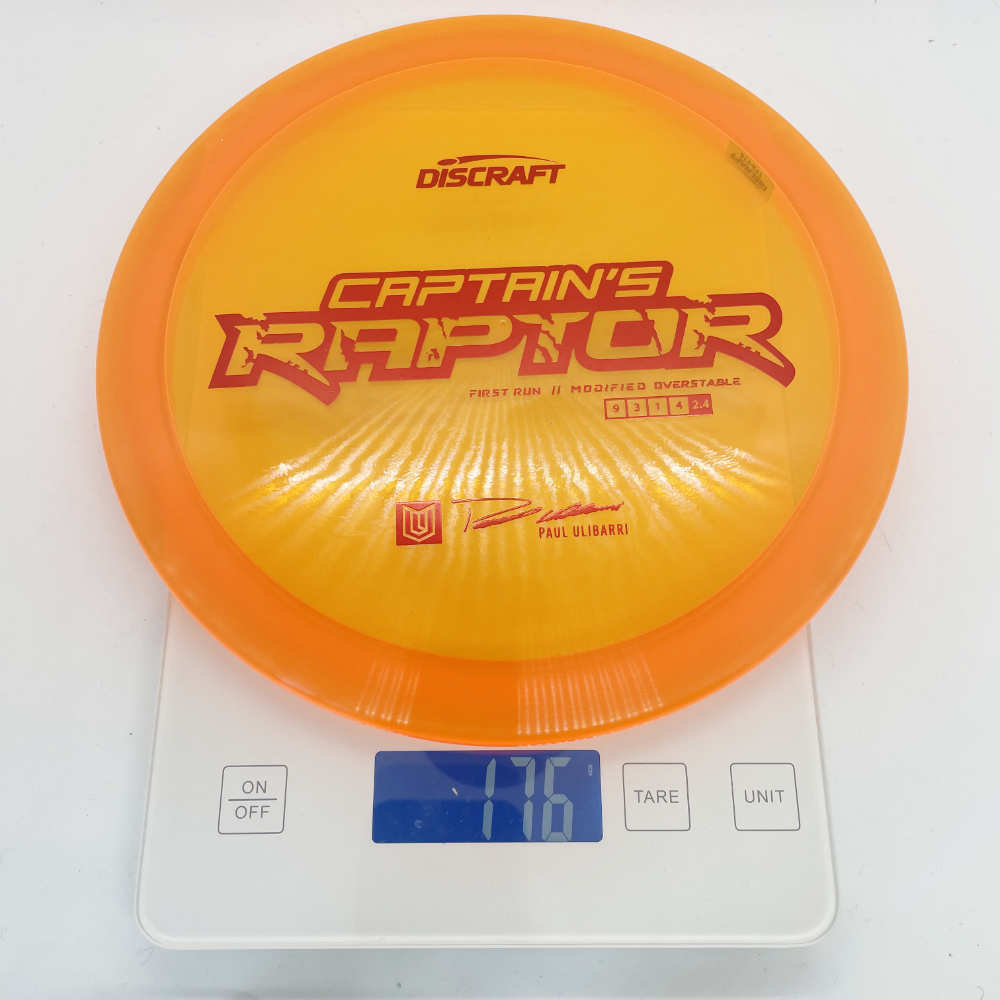 DISCRAFT
CAPTAIN'S
RAPTOR
FIRST RUN // MODIFIED OVERSTABLE
9 3 1 4 2.4
PAUL ULIBARRI
ON
OFF
176
TARE
UNIT